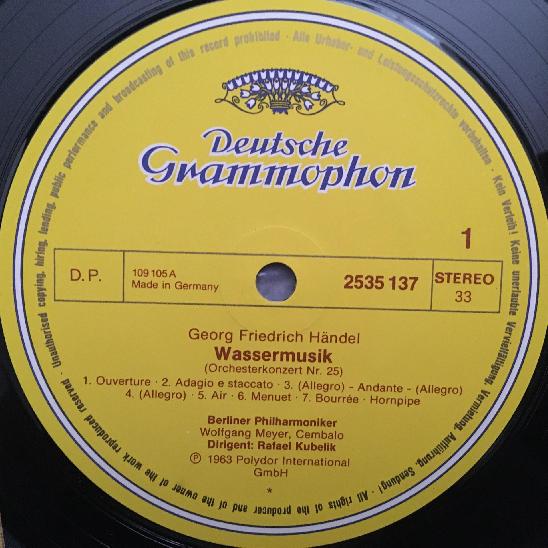 Deutsche
Grammophon
1
D.P.
109 105 A
Made in Germany
2535 137
STEREO
33
Georg Friedrich Händel
Wassermusik
(Orchesterkonzert Nr. 25)
1. Ouverture · 2. Adagio e staccato · 3. (Allegro) - Andante - (Allegro)
4. (Allegro) · 5. Air · 6. Menuet · 7. Bourrée · Hornpipe
Berliner Philharmoniker
Wolfgang Meyer, Cembalo
Dirigent: Rafael Kubelik
Ⓟ 1963 Polydor International
GmbH
*
Alle Urheber- und Leistungsschutzrechte vorbehalten · Kein Verleih! Keine unerlaubte Vervielfältigung, Vermietung, Aufführung, Sendung! · All rights of the producer and of the owner of the work reproduced reserved · Unauthorised copying, hiring, lending, public performance and broadcasting of this record prohibited ·